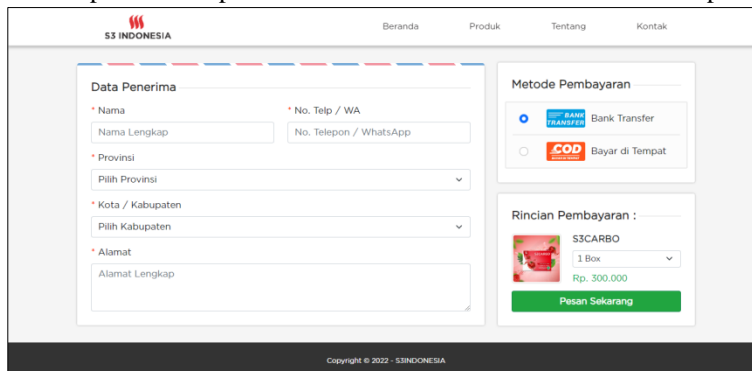 S3 INDONESIA
Beranda Produk Tentang Kontak
Data Penerima
* Nama
Nama Lengkap
* No. Telp / WA
No. Telepon / WhatsApp
* Provinsi
Pilih Provinsi
* Kota / Kabupaten
Pilih Kabupaten
* Alamat
Alamat Lengkap
Metode Pembayaran
BANK TRANSFER
Bank Transfer
COD
Bayar di Tempat
Rincian Pembayaran :
S3CARBO
1 Box
Rp. 300.000
Pesan Sekarang
Copyright © 2022 - S3INDONESIA